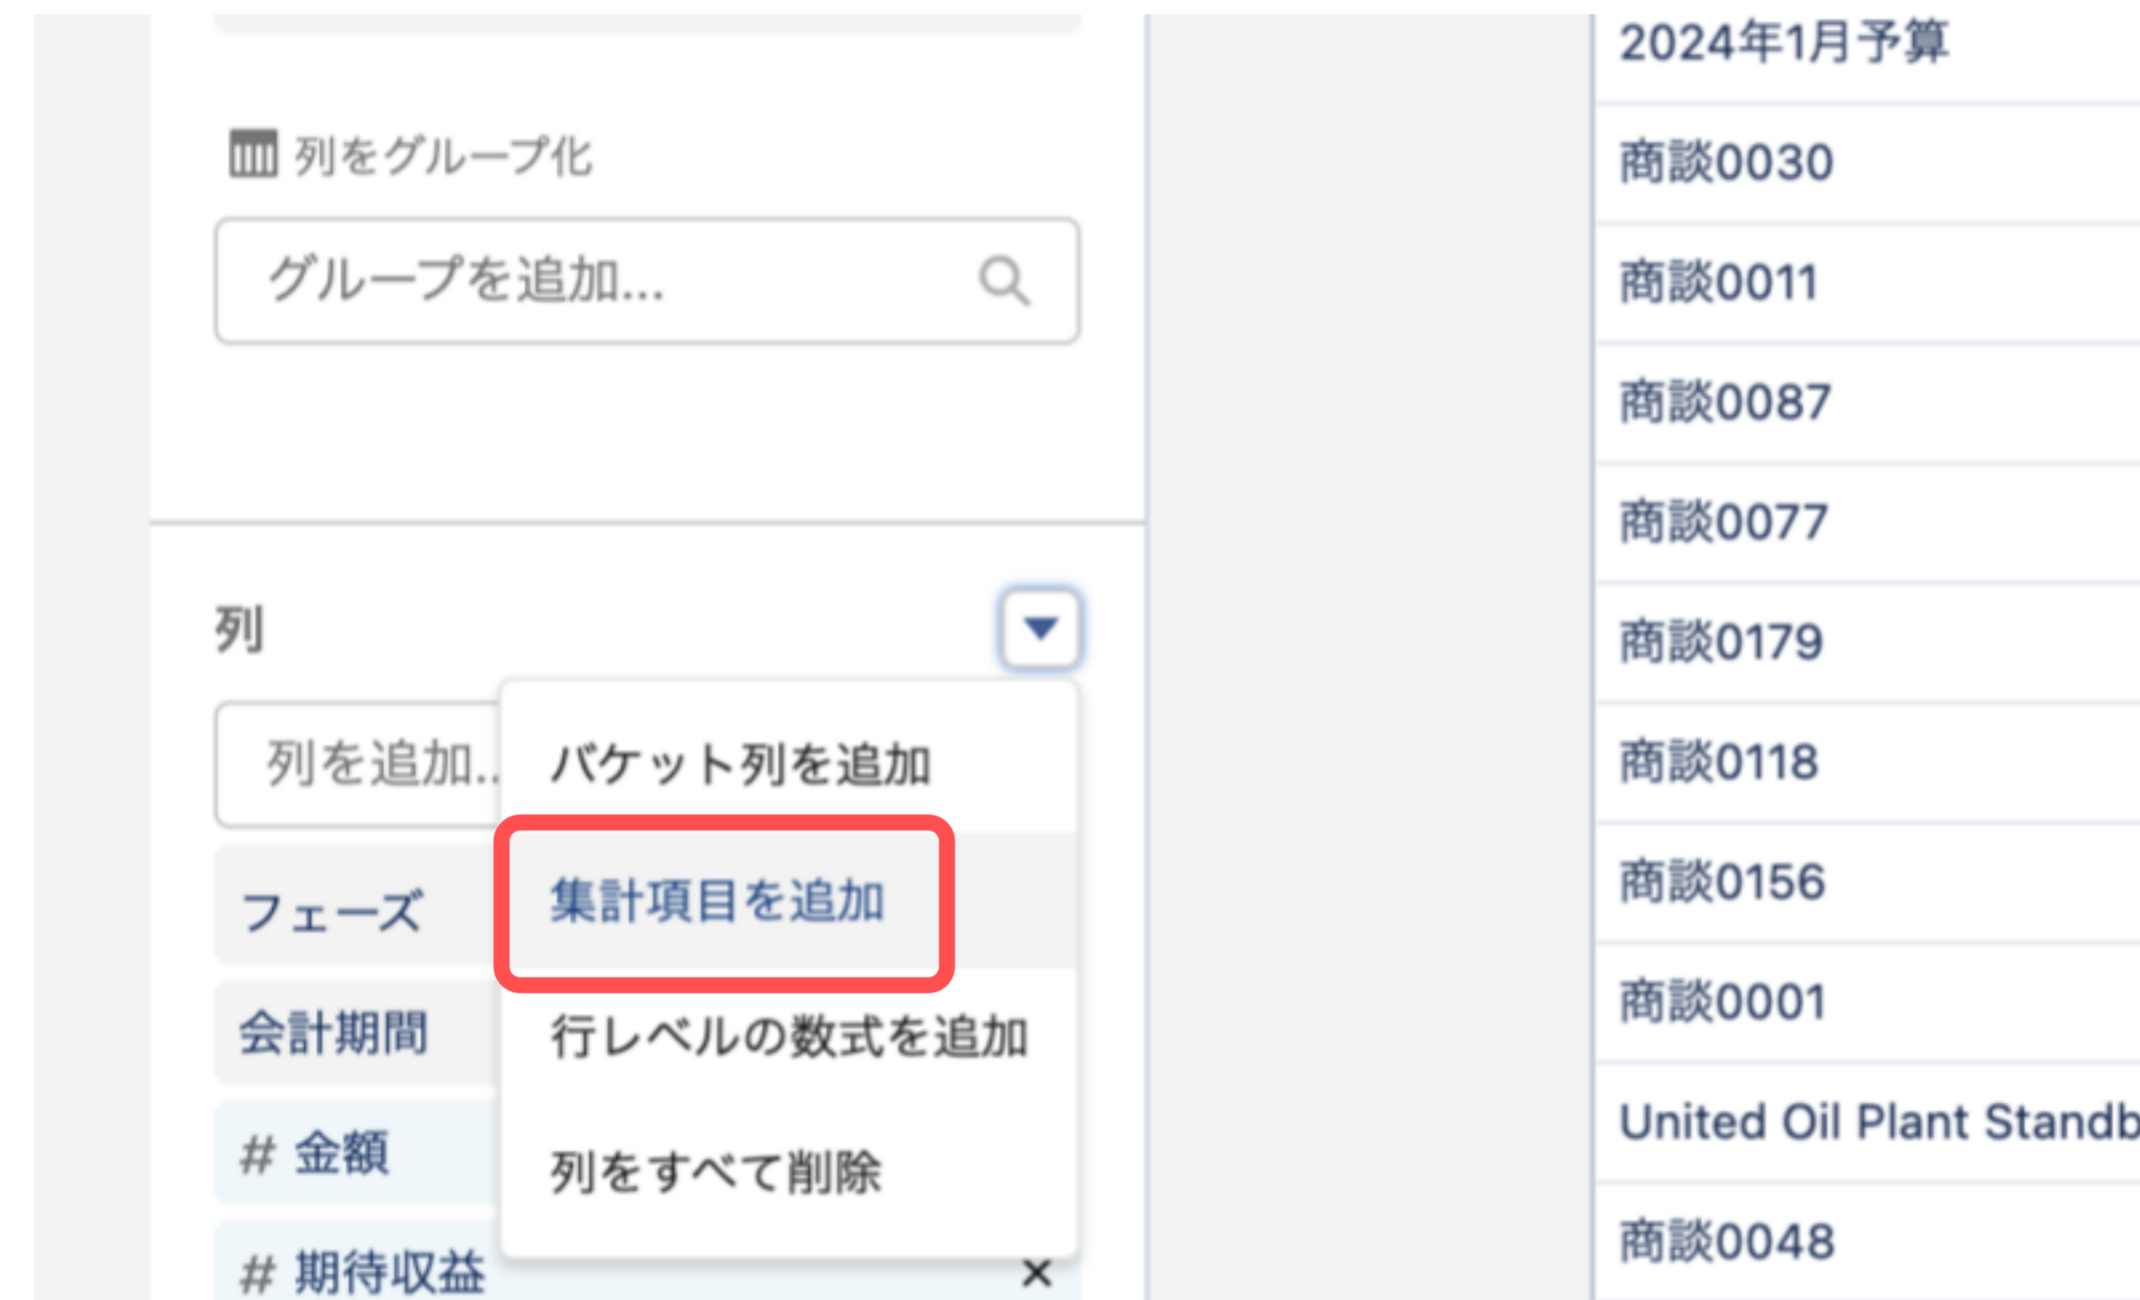 列をグループ化
グループを追加...
列
列を追加..
バケット列を追加
集計項目を追加
行レベルの数式を追加
列をすべて削除
フェーズ
会計期間
# 金額
# 期待収益
2024年1月予算
商談0030
商談0011
商談0087
商談0077
商談0179
商談0118
商談0156
商談0001
United Oil Plant Standb
商談0048